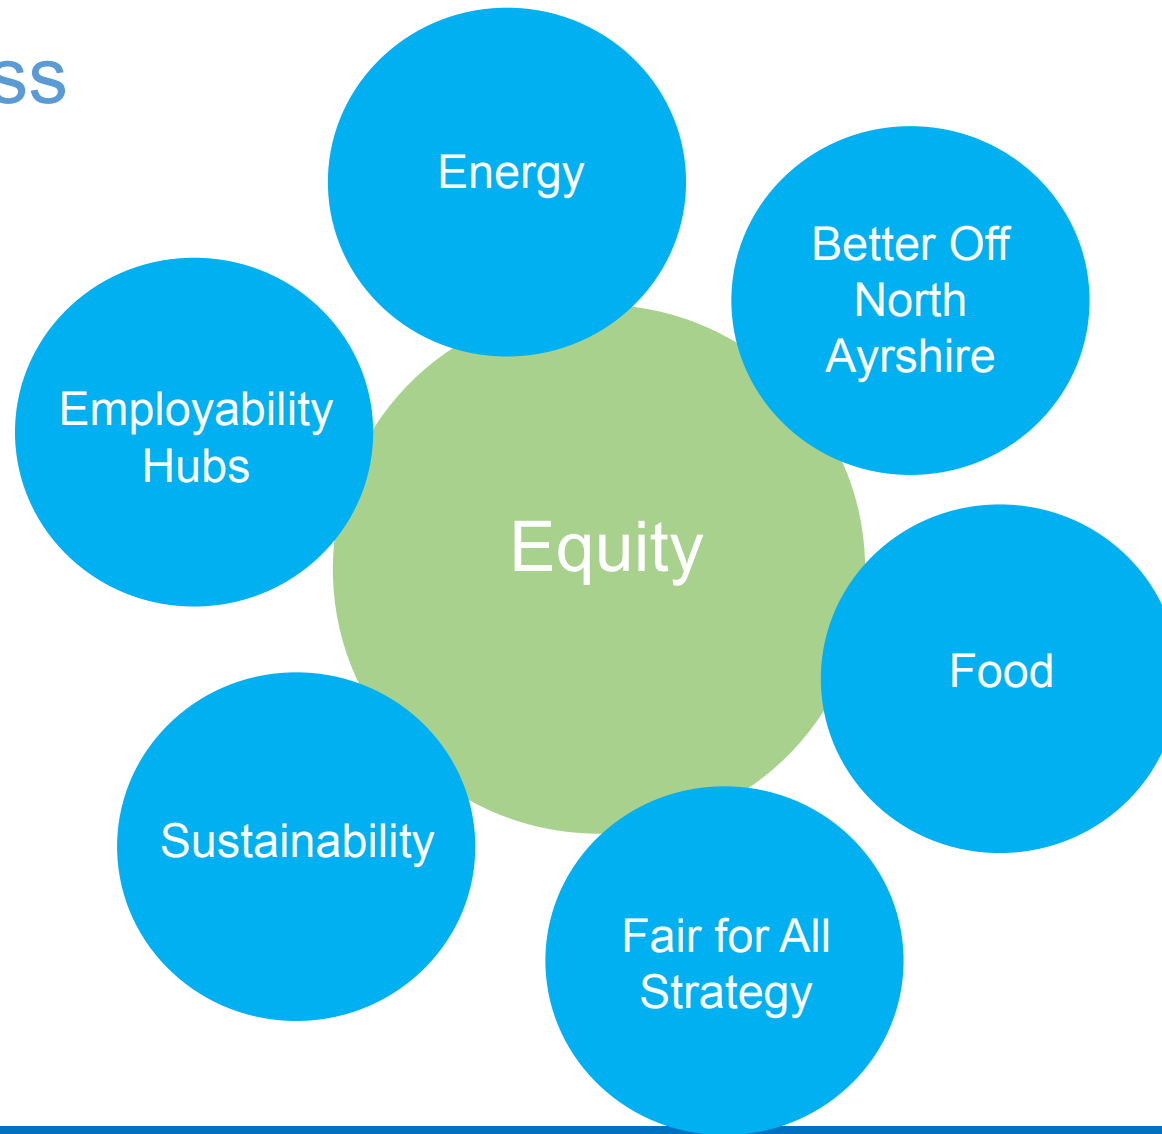 ss
Energy
Better Off
North
Ayrshire
Employability
Hubs
Equity
Food
Sustainability
Fair for All
Strategy